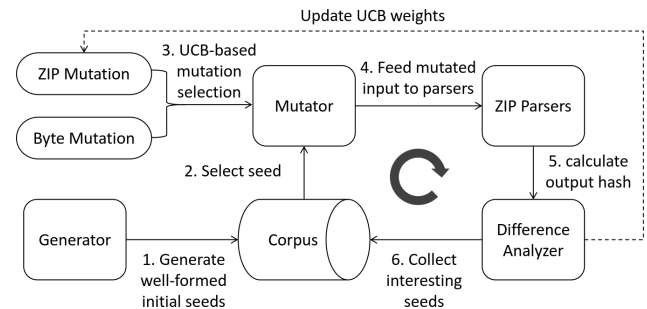 Update UCB weights
ZIP Mutation
3. UCB-based
mutation
selection
Byte Mutation
Mutator
4. Feed mutated
input to parsers
ZIP Parsers
2. Select seed
5. calculate
output hash
Generator
1. Generate
well-formed
initial seeds
Corpus
6. Collect
interesting
seeds
Difference
Analyzer